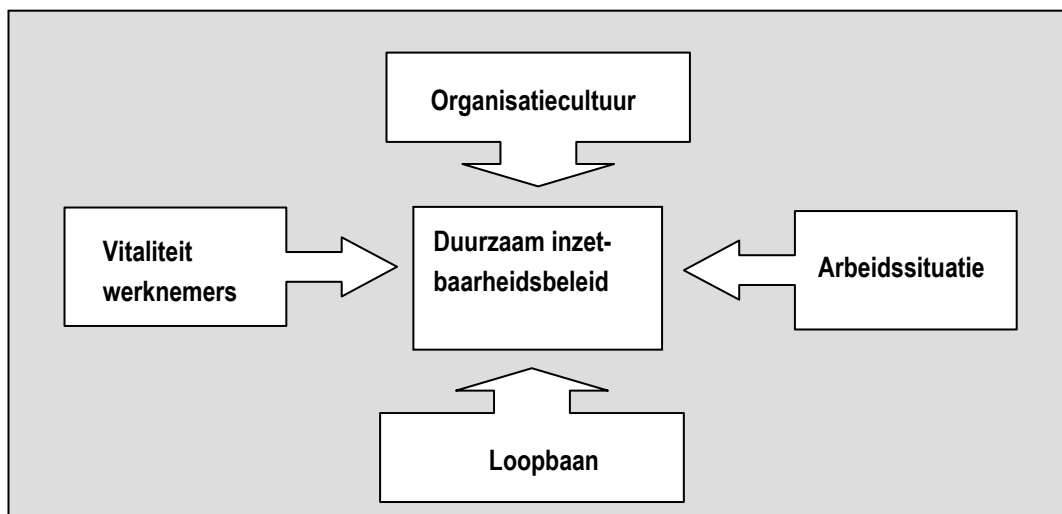 Organisatiecultuur
Vitaliteit
werknemers
Duurzaam inzet-
baarheidsbeleid
Arbeidssituatie
Loopbaan